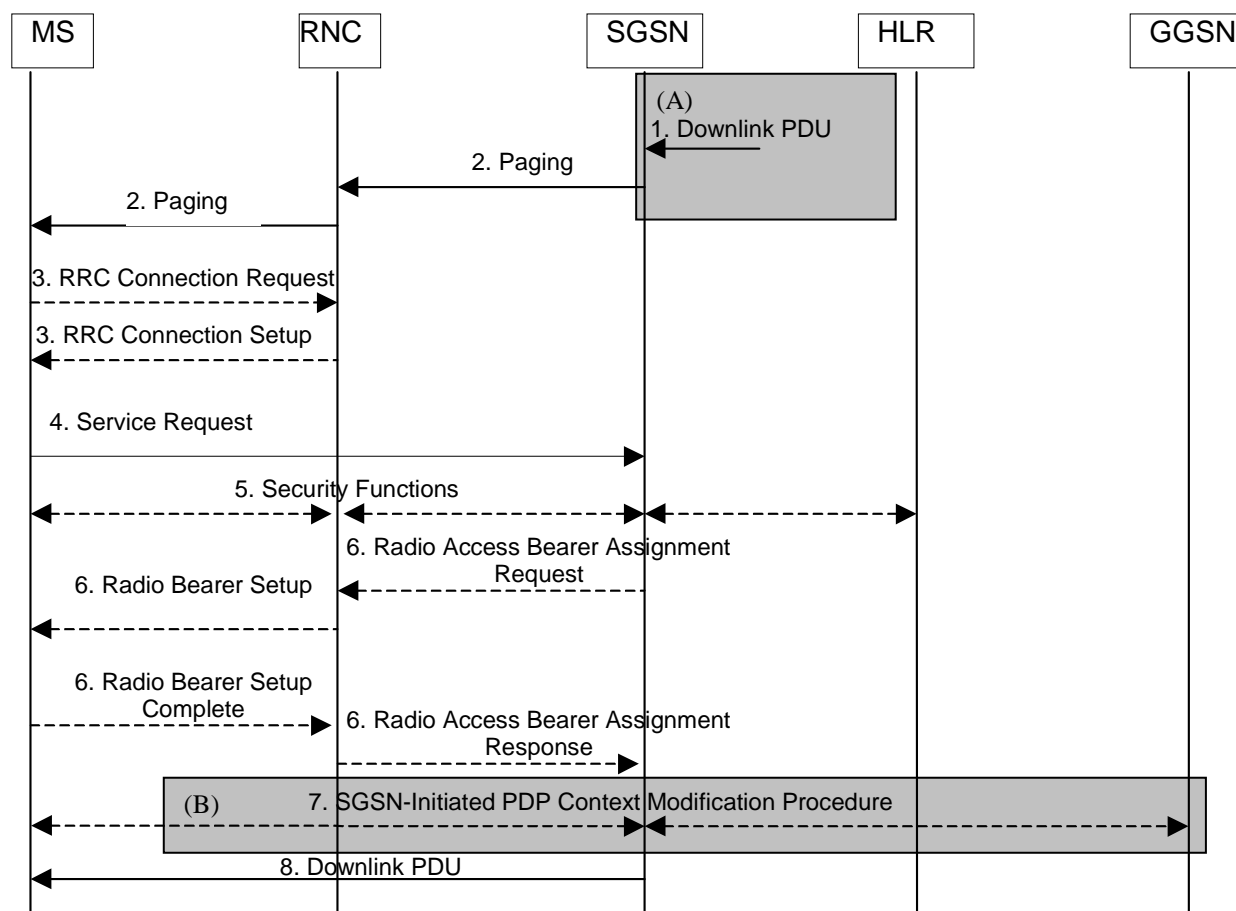 MS
RNC
SGSN
HLR
GGSN
(A)
1. Downlink PDU
2. Paging
2. Paging
3. RRC Connection Request
3. RRC Connection Setup
4. Service Request
5. Security Functions
6. Radio Access Bearer Assignment
Request
6. Radio Bearer Setup
6. Radio Bearer Setup
Complete
6. Radio Access Bearer Assignment
Response
(B)
7. SGSN-Initiated PDP Context Modification Procedure
8. Downlink PDU